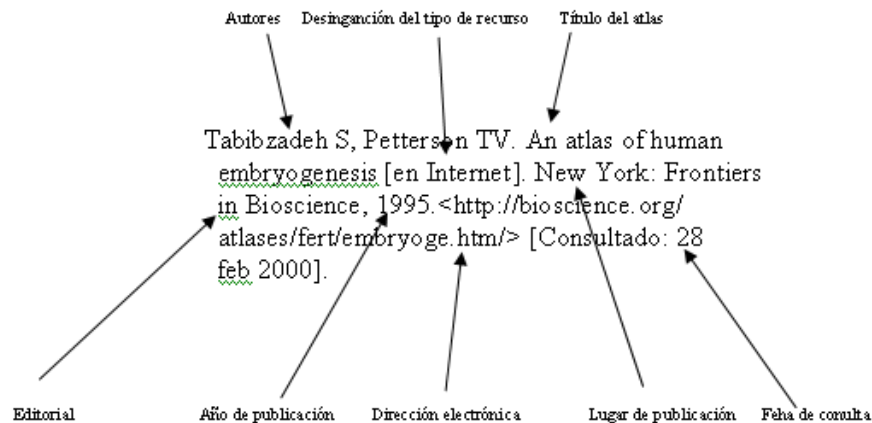 Autores Desinganción del tipo de recurso Título del atlas
Tabibzadeh S, Petterson TV. An atlas of human
embryogenesis [en Internet]. New York: Frontiers
in Bioscience, 1995.<http://bioscience.org/
atlases/fert/embryoge.htm/> [Consultado: 28
feb 2000].
Editorial Año de publicación Dirección electrónica Lugar de publicación Feha de conulta